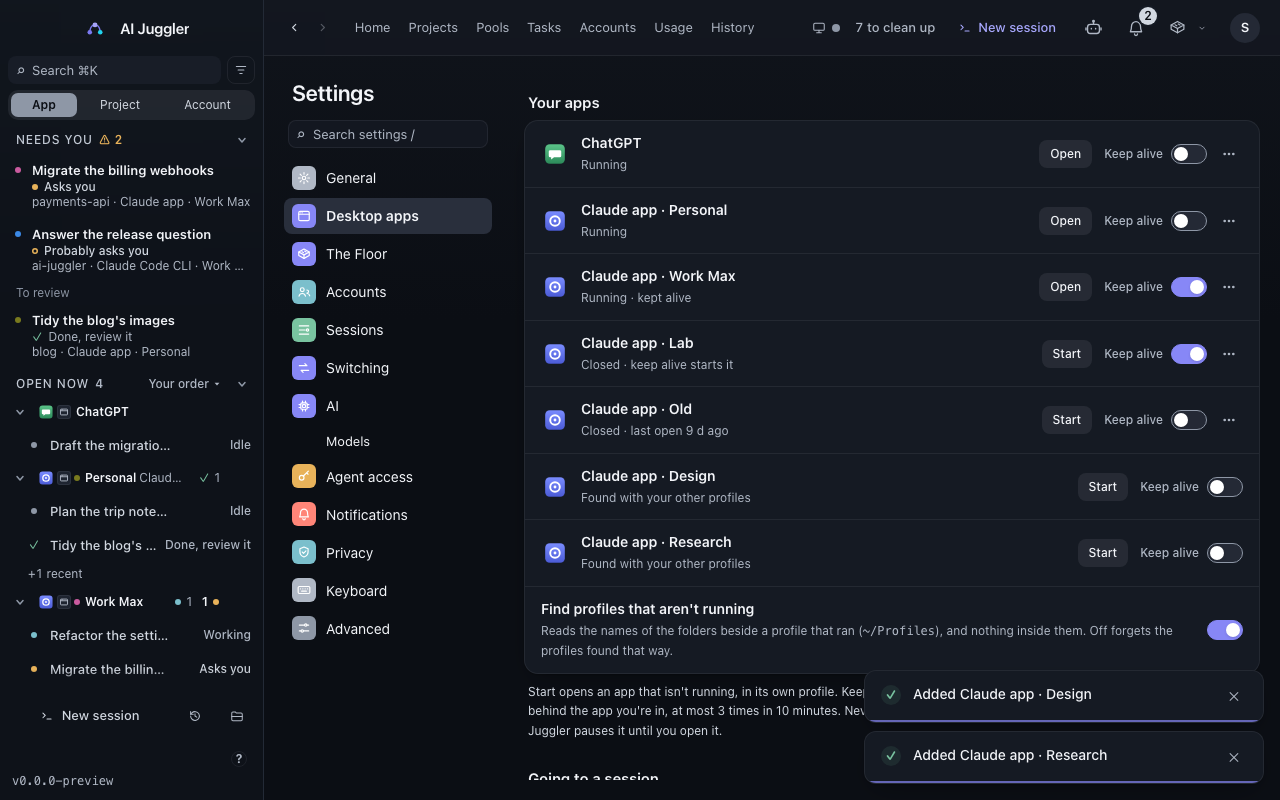 AI Juggler
Search ⌘K
App Project Account
NEEDS YOU 2
Migrate the billing webhooks
Asks you
payments-api · Claude app · Work Max
Answer the release question
Probably asks you
ai-juggler · Claude Code CLI · Work ...
To review
Tidy the blog's images
Done, review it
blog · Claude app · Personal
OPEN NOW 4 Your order
ChatGPT
Draft the migratio... Idle
Personal Claud... 1
Plan the trip note... Idle
Tidy the blog's ... Done, review it
+1 recent
Work Max 1 1
Refactor the setti... Working
Migrate the billin... Asks you
New session
?
v0.0.0-preview
Home Projects Pools Tasks Accounts Usage History
7 to clean up
New session
2
S
Settings
Search settings /
General
Desktop apps
The Floor
Accounts
Sessions
Switching
AI
Models
Agent access
Notifications
Privacy
Keyboard
Advanced
Your apps
ChatGPT
Running
Open Keep alive
Claude app · Personal
Running
Open Keep alive
Claude app · Work Max
Running · kept alive
Open Keep alive
Claude app · Lab
Closed · keep alive starts it
Start Keep alive
Claude app · Old
Closed · last open 9 d ago
Start Keep alive
Claude app · Design
Found with your other profiles
Start Keep alive
Claude app · Research
Found with your other profiles
Start Keep alive
Find profiles that aren't running
Reads the names of the folders beside a profile that ran (~/Profiles), and nothing inside them. Off forgets the
profiles found that way.
Start opens an app that isn't running, in its own profile.
behind the app you're in, at most 3 times in 10 minutes.
Juggler pauses it until you open it.
Going to a session
Added Claude app · Design
Added Claude app · Research